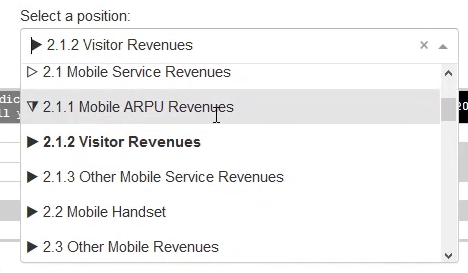 Select a position:
▶ 2.1.2 Visitor Revenues × ▲
▷ 2.1 Mobile Service Revenues
▼ 2.1.1 Mobile ARPU Revenues
▶ 2.1.2 Visitor Revenues
▶ 2.1.3 Other Mobile Service Revenues
▶ 2.2 Mobile Handset
▶ 2.3 Other Mobile Revenues